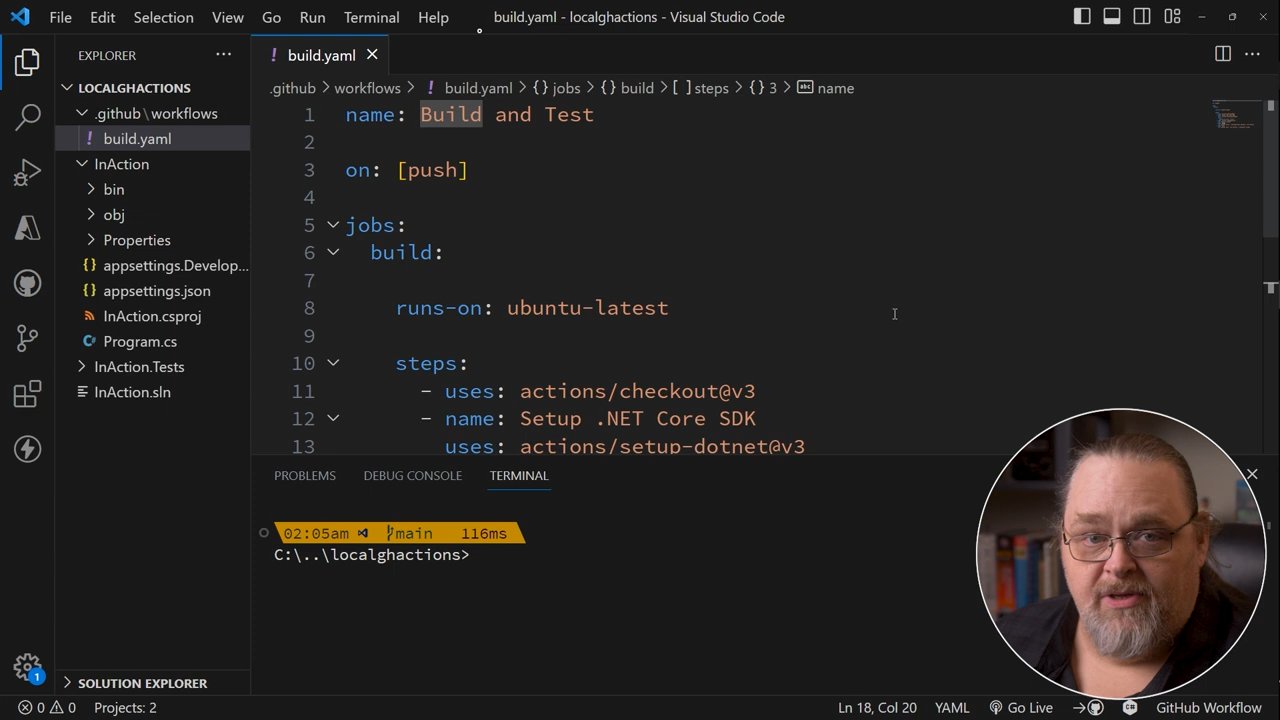 File Edit Selection View Go Run Terminal Help build.yaml - localghactions - Visual Studio Code
EXPLORER
LOCALGHACTIONS
.github\workflows
build.yaml
InAction
bin
obj
Properties
appsettings.Develop...
appsettings.json
InAction.csproj
Program.cs
InAction.Tests
InAction.sln
SOLUTION EXPLORER
build.yaml
.github > workflows > build.yaml > {} jobs > {} build > [ ] steps > {} 3 > abc name
1 name: Build and Test
2
3 on: [push]
4
5 jobs:
6 build:
7
8 runs-on: ubuntu-latest
9
10 steps:
11 - uses: actions/checkout@v3
12 - name: Setup .NET Core SDK
13 uses: actions/setup-dotnet@v3
PROBLEMS DEBUG CONSOLE TERMINAL
02:05am main 116ms
C:\..\localghactions>
1
0 0 Projects: 2 Ln 18, Col 20 YAML Go Live GitHub Workflow